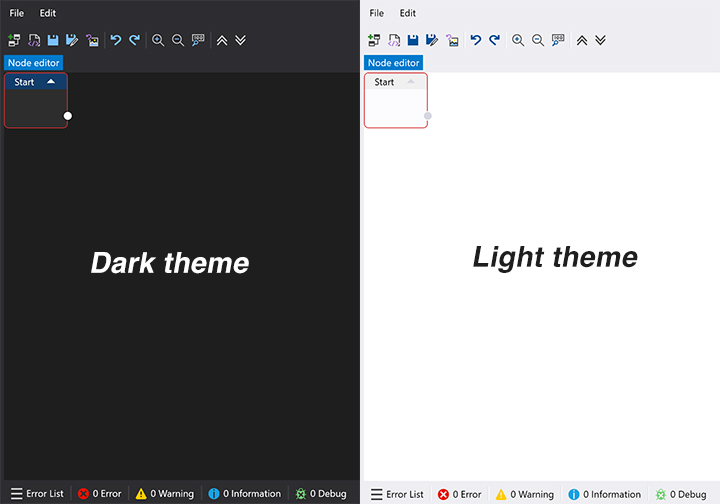 File Edit
Node editor
Start
Dark theme
Error List 0 Error 0 Warning 0 Information 0 Debug
File Edit
Node editor
Start
Light theme
Error List 0 Error 0 Warning 0 Information 0 Debug